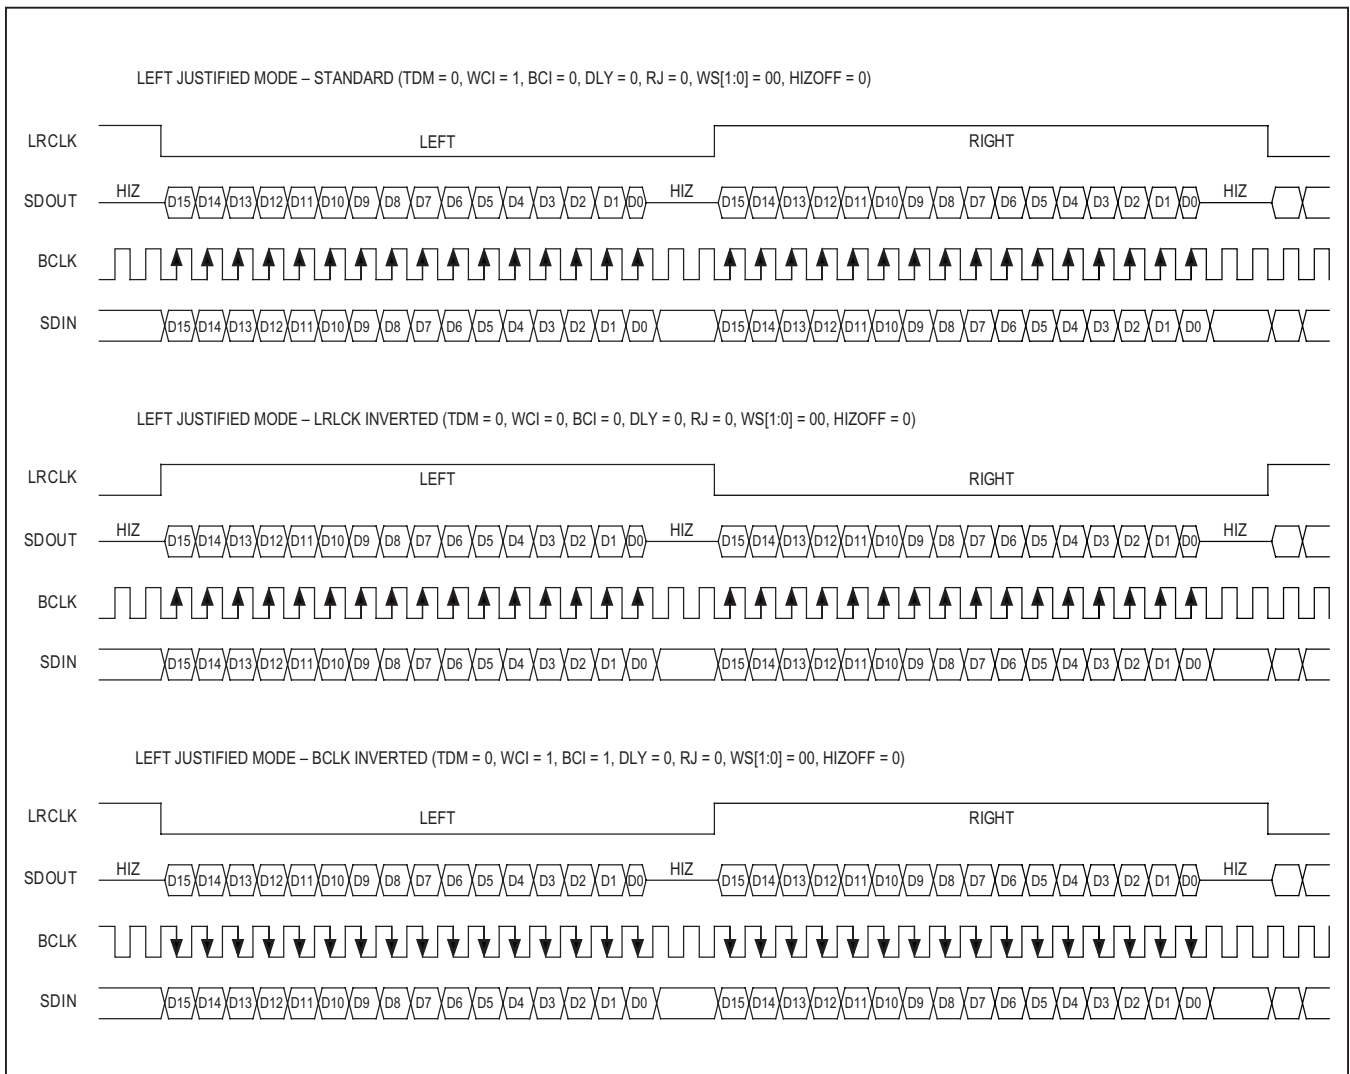 LEFT JUSTIFIED MODE – STANDARD (TDM = 0, WCI = 1, BCI = 0, DLY = 0, RJ = 0, WS[1:0] = 00, HIZOFF = 0)
LRCLK LEFT RIGHT
SDOUT HIZ D15 D14 D13 D12 D11 D10 D9 D8 D7 D6 D5 D4 D3 D2 D1 D0 HIZ D15 D14 D13 D12 D11 D10 D9 D8 D7 D6 D5 D4 D3 D2 D1 D0 HIZ
BCLK
SDIN D15 D14 D13 D12 D11 D10 D9 D8 D7 D6 D5 D4 D3 D2 D1 D0 D15 D14 D13 D12 D11 D10 D9 D8 D7 D6 D5 D4 D3 D2 D1 D0
LEFT JUSTIFIED MODE – LRLCK INVERTED (TDM = 0, WCI = 0, BCI = 0, DLY = 0, RJ = 0, WS[1:0] = 00, HIZOFF = 0)
LRCLK LEFT RIGHT
SDOUT HIZ D15 D14 D13 D12 D11 D10 D9 D8 D7 D6 D5 D4 D3 D2 D1 D0 HIZ D15 D14 D13 D12 D11 D10 D9 D8 D7 D6 D5 D4 D3 D2 D1 D0 HIZ
BCLK
SDIN D15 D14 D13 D12 D11 D10 D9 D8 D7 D6 D5 D4 D3 D2 D1 D0 D15 D14 D13 D12 D11 D10 D9 D8 D7 D6 D5 D4 D3 D2 D1 D0
LEFT JUSTIFIED MODE – BCLK INVERTED (TDM = 0, WCI = 1, BCI = 1, DLY = 0, RJ = 0, WS[1:0] = 00, HIZOFF = 0)
LRCLK LEFT RIGHT
SDOUT HIZ D15 D14 D13 D12 D11 D10 D9 D8 D7 D6 D5 D4 D3 D2 D1 D0 HIZ D15 D14 D13 D12 D11 D10 D9 D8 D7 D6 D5 D4 D3 D2 D1 D0 HIZ
BCLK
SDIN D15 D14 D13 D12 D11 D10 D9 D8 D7 D6 D5 D4 D3 D2 D1 D0 D15 D14 D13 D12 D11 D10 D9 D8 D7 D6 D5 D4 D3 D2 D1 D0